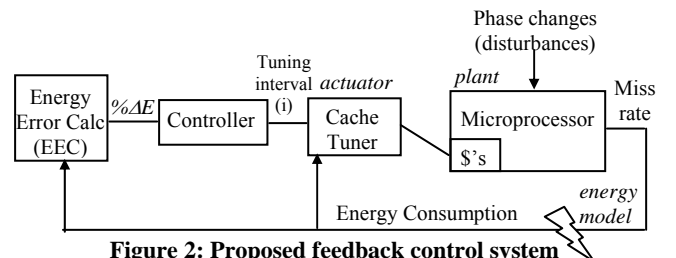 Phase changes
(disturbances)
Tuning
interval
(i)
actuator
plant
Miss
rate
Energy
Error Calc
(EEC)
%ΔE
Controller
Cache
Tuner
Microprocessor
$'s
energy
model
Energy Consumption
Figure 2: Proposed feedback control system